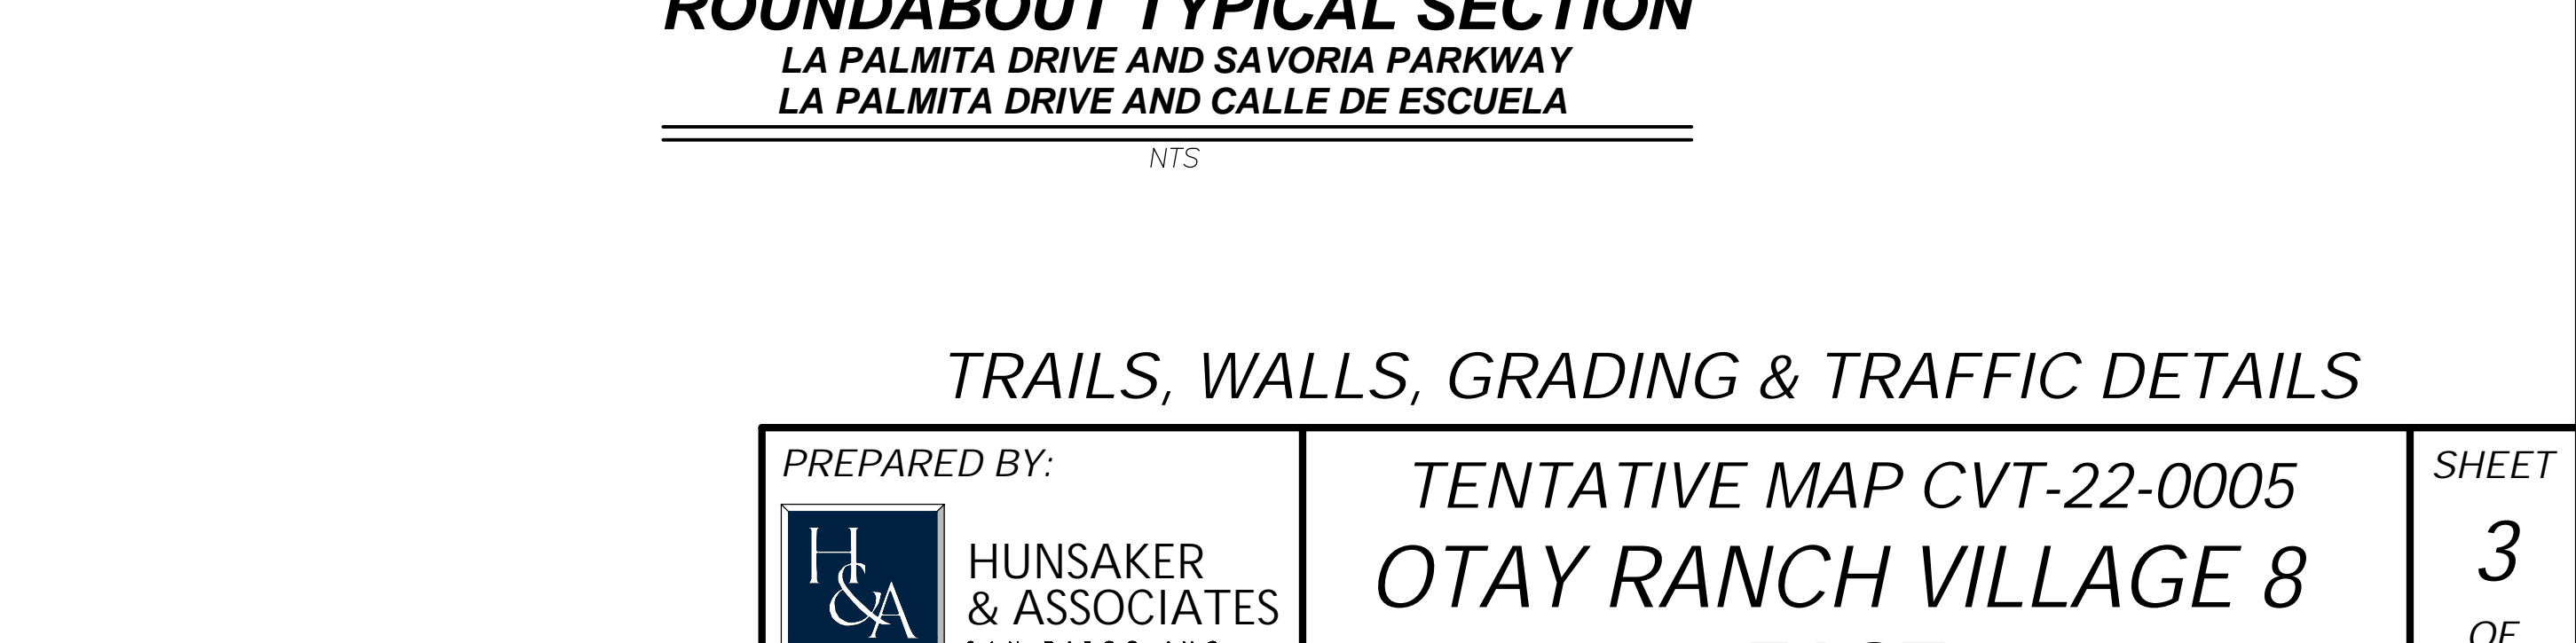 ROUNDABOUT TYPICAL SECTION
LA PALMITA DRIVE AND SAVORIA PARKWAY
LA PALMITA DRIVE AND CALLE DE ESCUELA
NTS
TRAILS, WALLS, GRADING & TRAFFIC DETAILS
PREPARED BY:
H&A
HUNSAKER
& ASSOCIATES
TENTATIVE MAP CVT-22-0005
OTAY RANCH VILLAGE 8
SHEET
3
OF